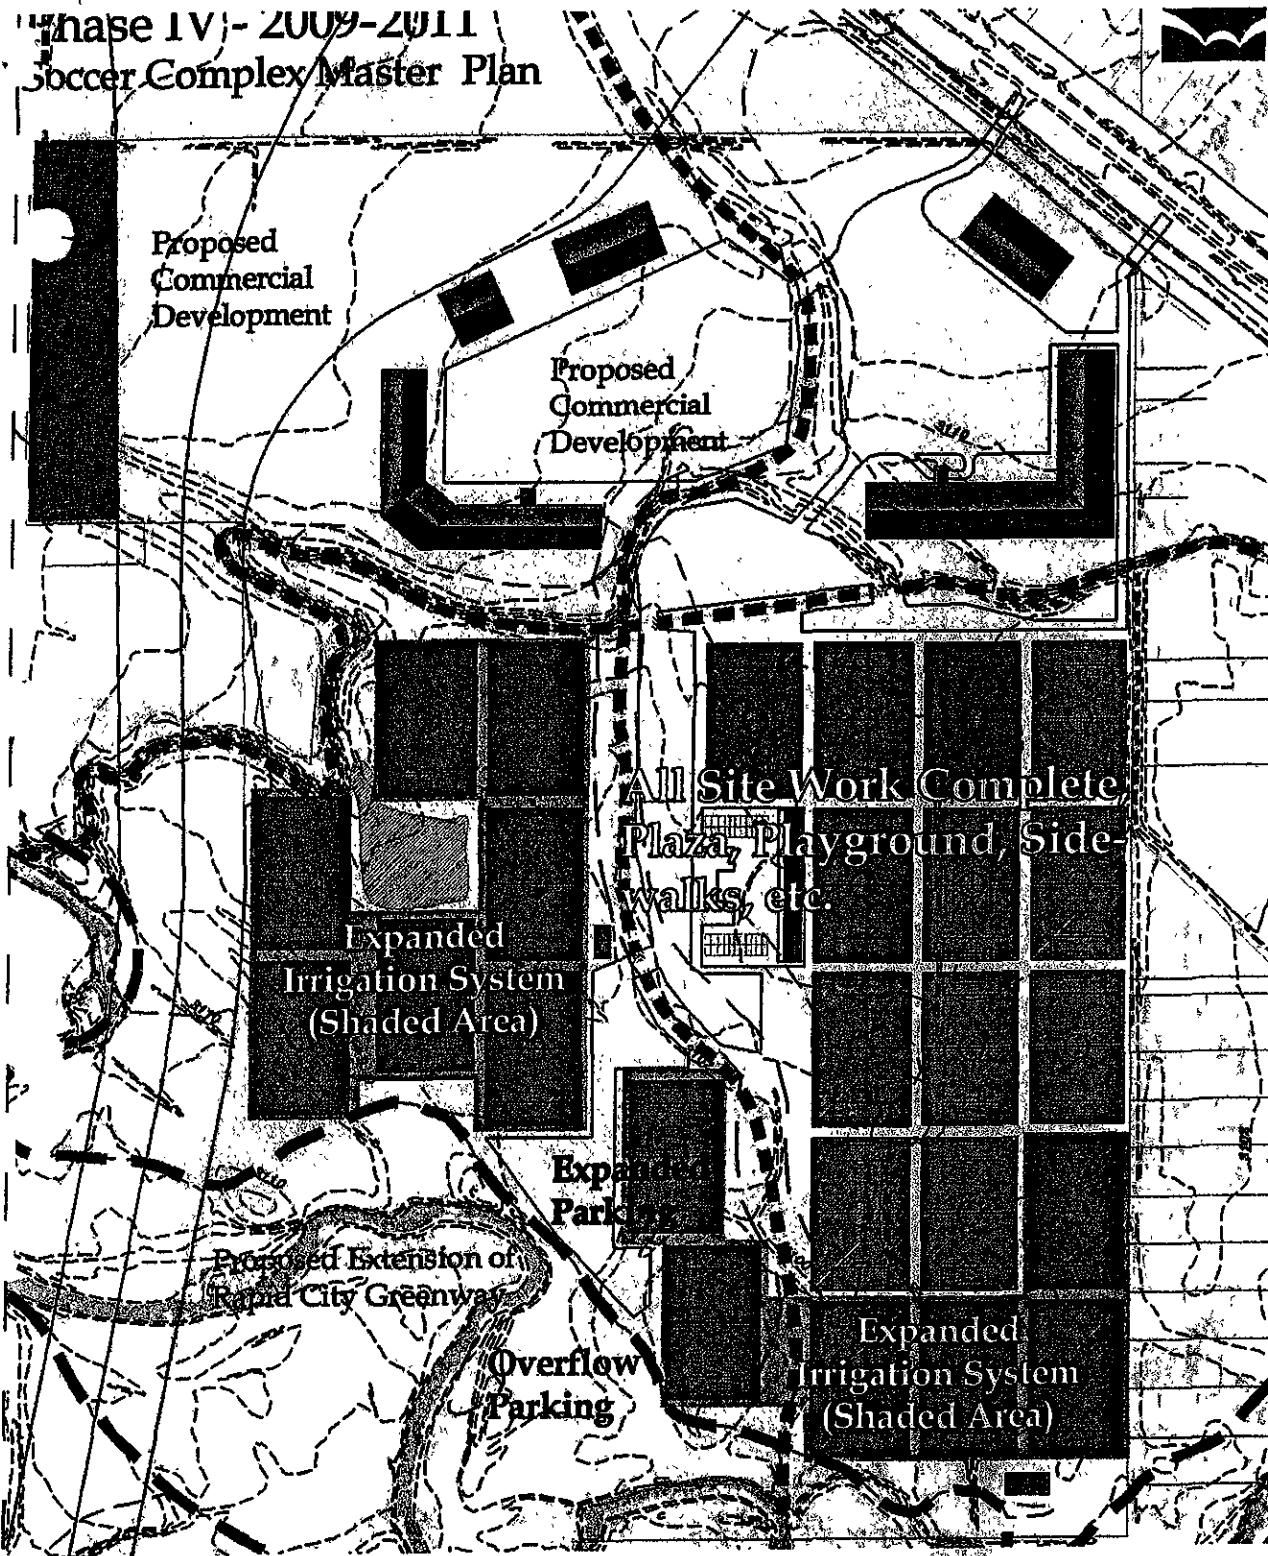 Phase IV - 2009-2011
Soccer Complex Master Plan
Proposed
Commercial
Development
Proposed
Commercial
Development
All Site Work Complete,
Plaza, Playground, Side-
walks, etc.
Expanded
Irrigation System
(Shaded Area)
Expanded
Parking
Proposed Extension of
Rapid City Greenway
Overflow
Parking
Expanded
Irrigation System
(Shaded Area)